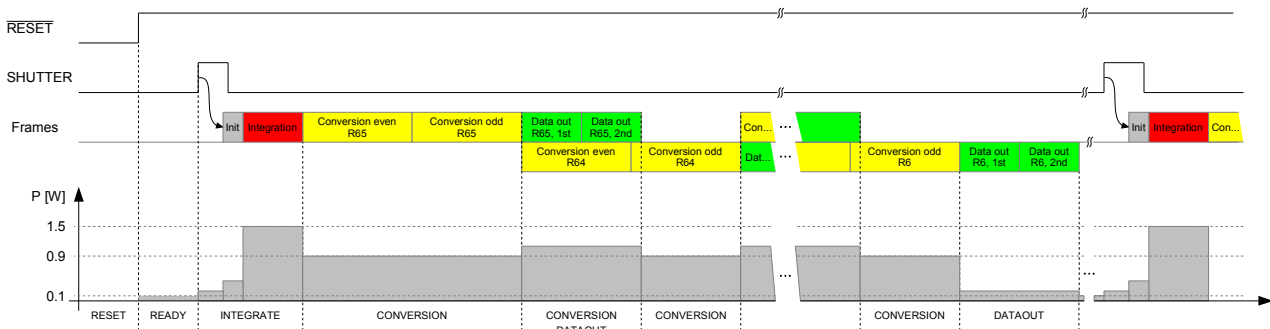 RESET
SHUTTER
Frames
Init
Integration
Conversion even
R65
Conversion odd
R65
Data out
R65, 1st
Data out
R65, 2nd
Con...
...
Init
Integration
Con...
Conversion even
R64
Conversion odd
R64
Dat...
...
Conversion odd
R6
Data out
R6, 1st
Data out
R6, 2nd
P [W]
1.5
0.9
0.1
...
...
RESET
READY
INTEGRATE
CONVERSION
CONVERSION
DATAOUT
CONVERSION
CONVERSION
DATAOUT